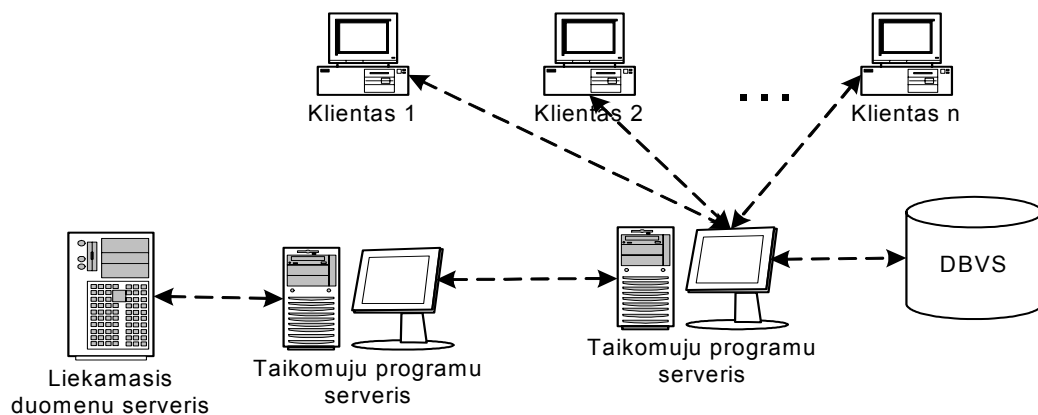 Klientas 1
Klientas 2
...
Klientas n
DBVS
Liekamasis
duomenu serveris
Taikomuju programu
serveris
Taikomuju programu
serveris